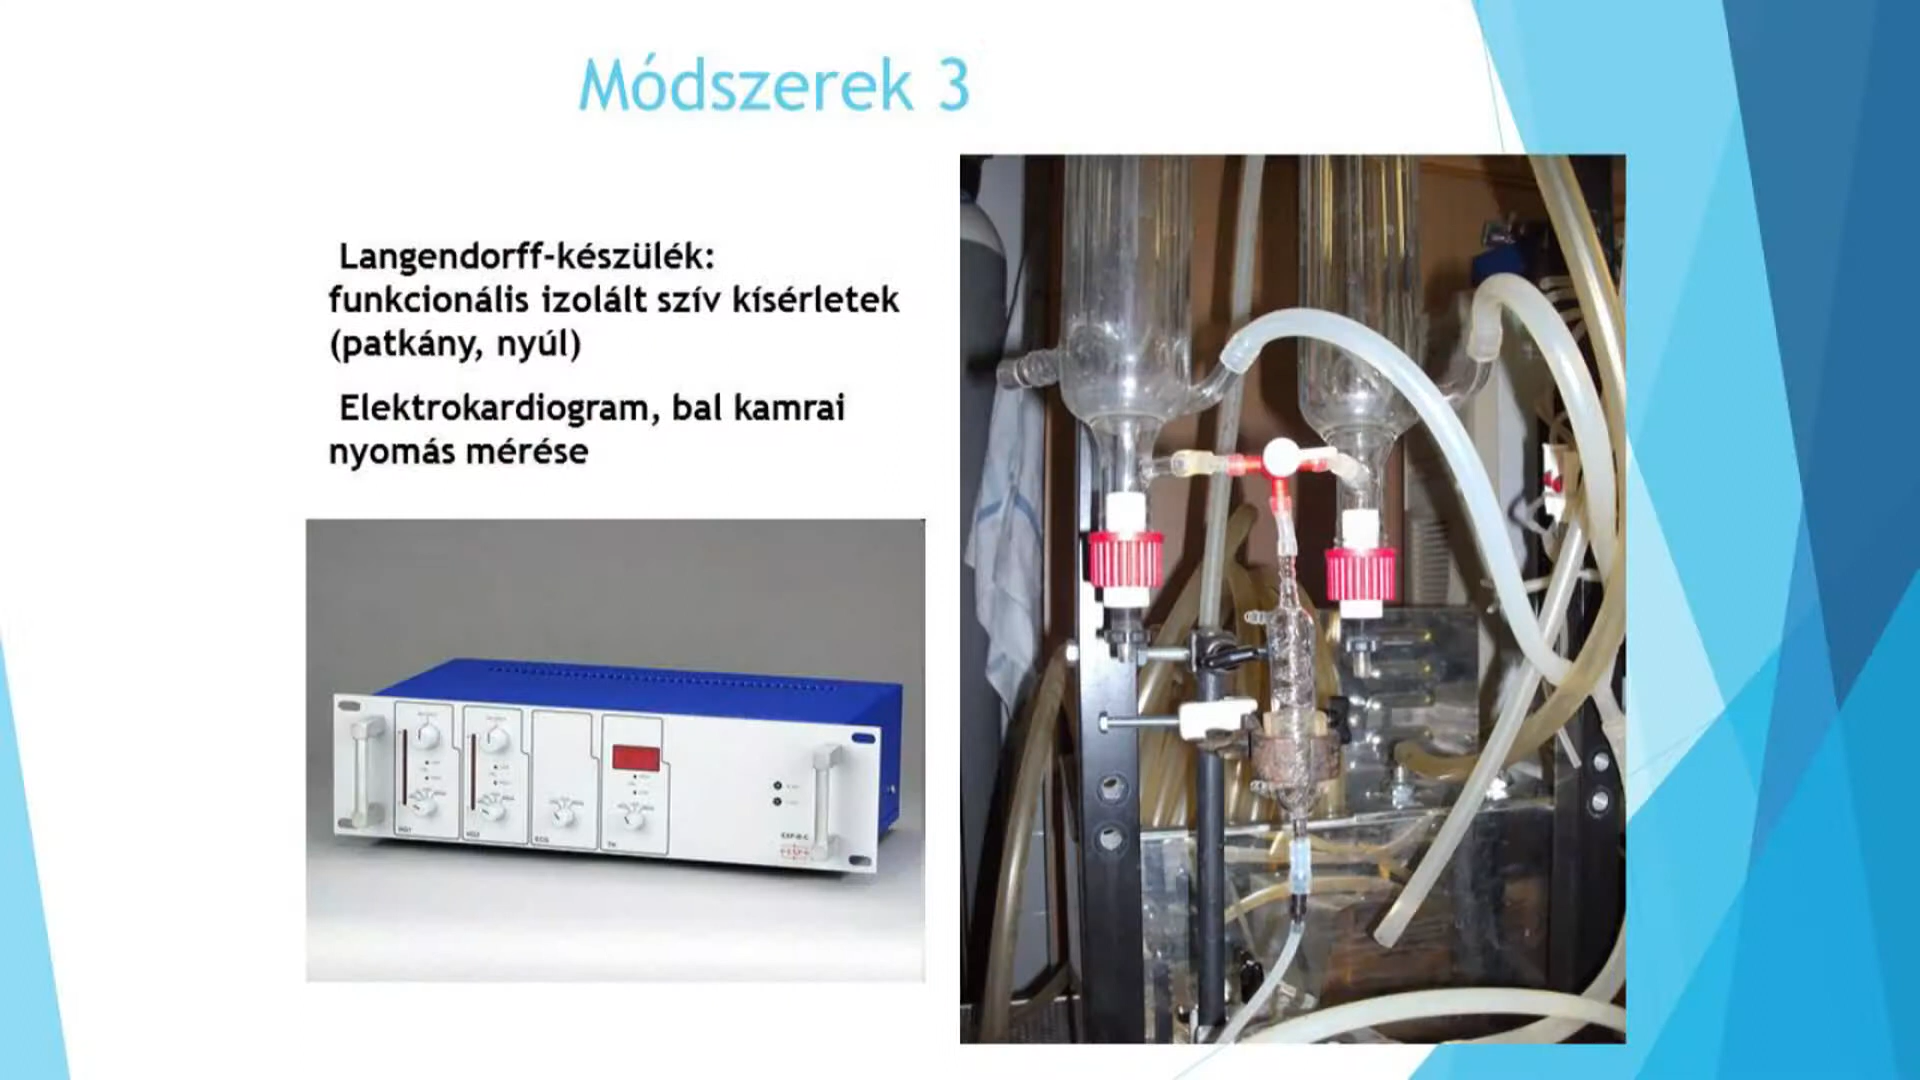 Módszerek 3
Langendorff-készülék:
funkcionális izolált szív kísérletek
(patkány, nyúl)
Elektrokardiogram, bal kamrai
nyomás mérése